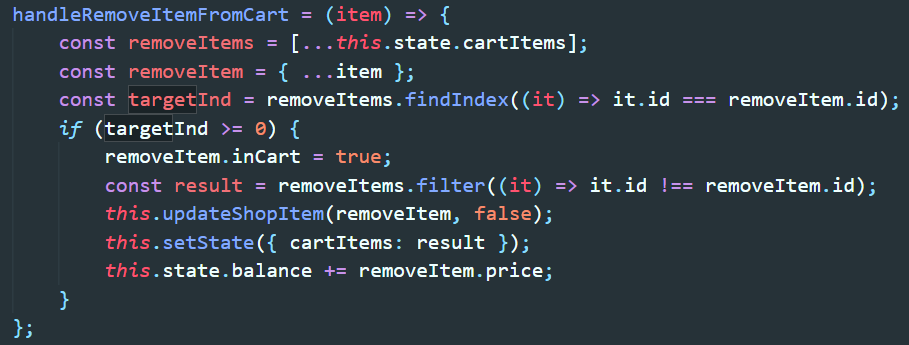 handleRemoveItemFromCart = (item) => {
    const removeItems = [...this.state.cartItems];
    const removeItem = { ...item };
    const targetInd = removeItems.findIndex((it) => it.id === removeItem.id);
    if (targetInd >= 0) {
        removeItem.inCart = true;
        const result = removeItems.filter((it) => it.id !== removeItem.id);
        this.updateShopItem(removeItem, false);
        this.setState({ cartItems: result });
        this.state.balance += removeItem.price;
    }
};